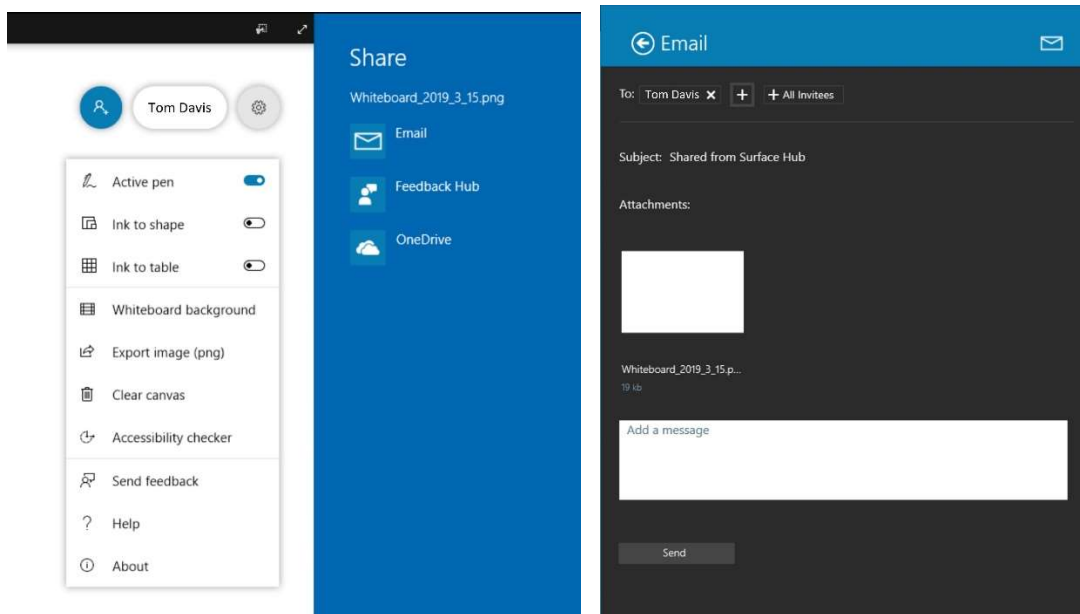 Tom Davis
Active pen
Ink to shape
Ink to table
Whiteboard background
Export image (png)
Clear canvas
Accessibility checker
Send feedback
? Help
About
Share
Whiteboard_2019_3_15.png
Email
Feedback Hub
OneDrive
Email
To: Tom Davis × + + All Invitees
Subject: Shared from Surface Hub
Attachments:
Whiteboard_2019_3_15.p...
19 kb
Add a message
Send